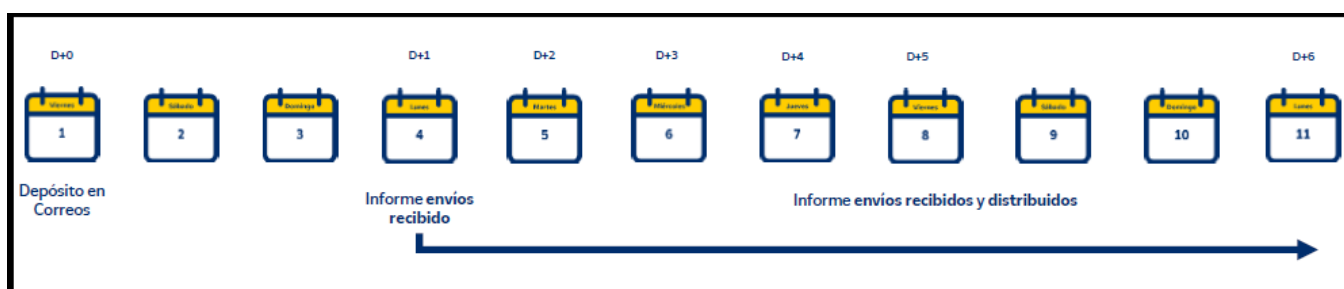 D+0 D+1 D+2 D+3 D+4 D+5 D+6
Viernes Sábado Domingo Lunes Martes Miércoles Jueves Viernes Sábado Domingo Lunes
1 2 3 4 5 6 7 8 9 10 11
Depósito en
Correos
Informe envíos
recibido
Informe envíos recibidos y distribuidos